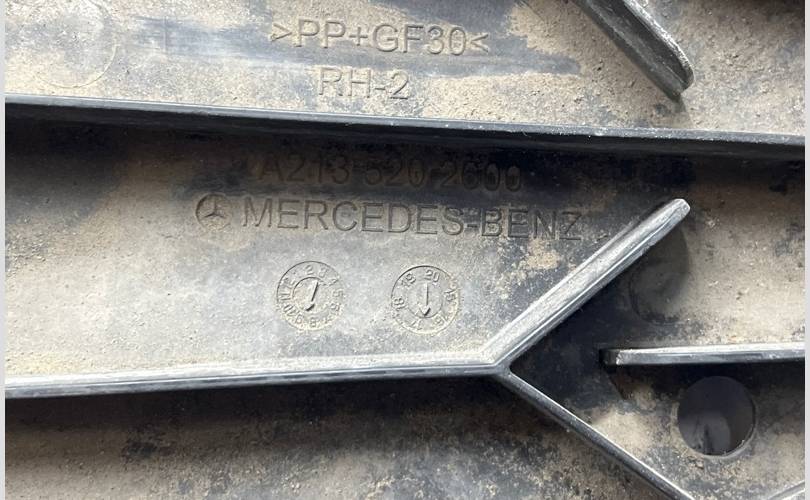 >PP+GF30<
RH-2
A213 520 2600
MERCEDES-BENZ